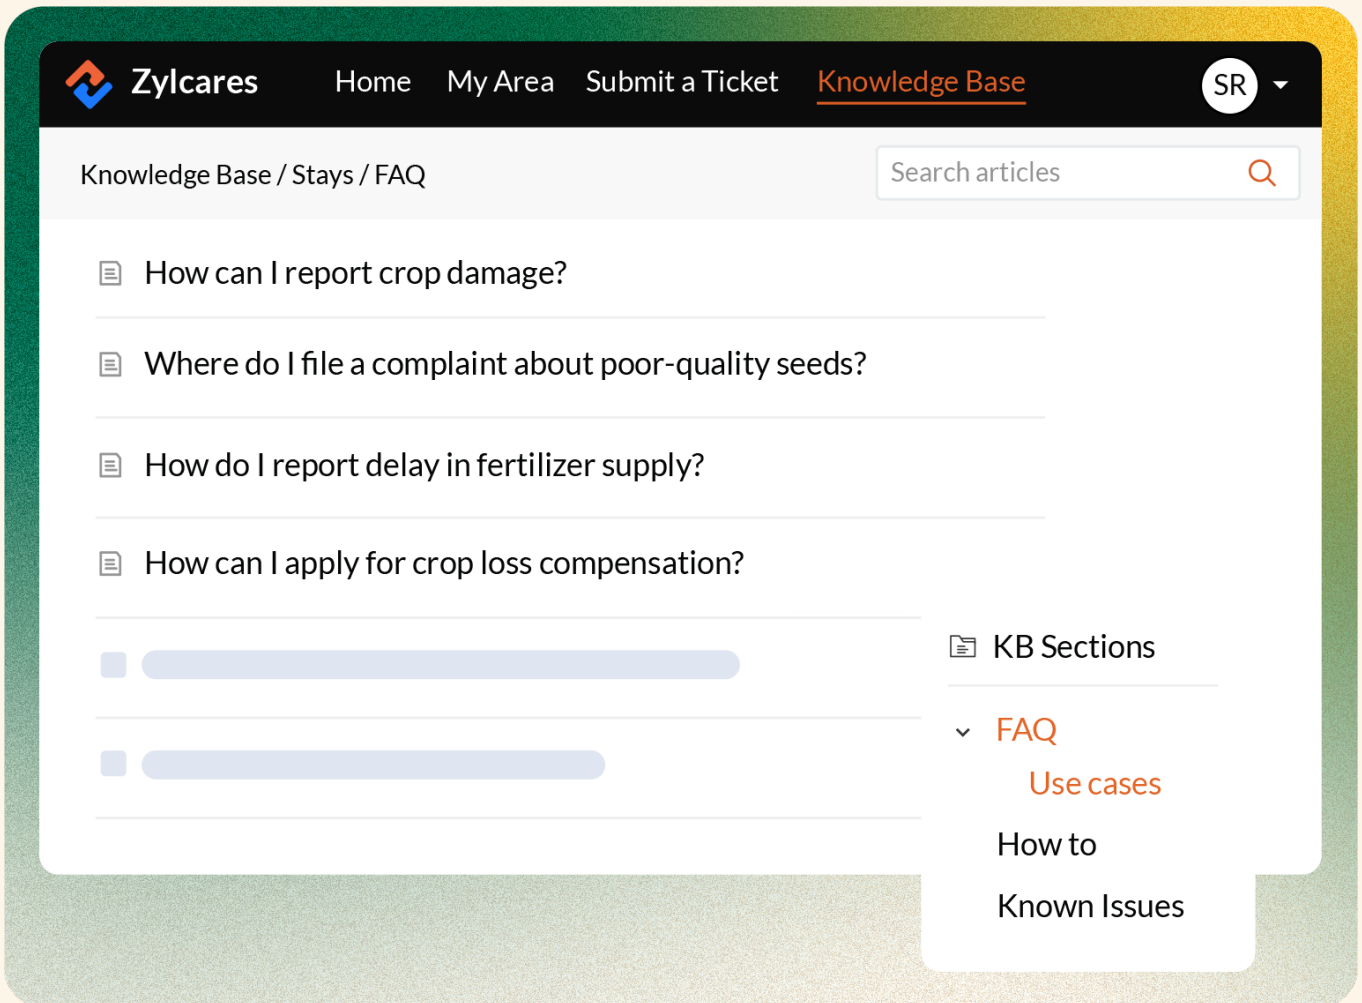 Zylcares Home My Area Submit a Ticket Knowledge Base SR
Knowledge Base / Stays / FAQ Search articles
How can I report crop damage?
Where do I file a complaint about poor-quality seeds?
How do I report delay in fertilizer supply?
How can I apply for crop loss compensation?
KB Sections
FAQ
Use cases
How to
Known Issues